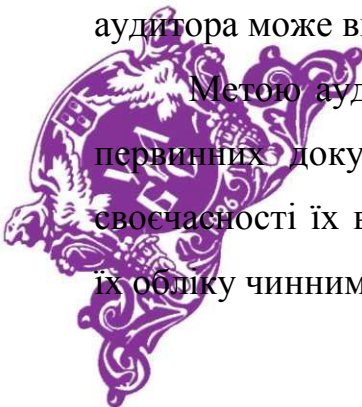 аудитора може
Метою
первинних
своєчасності їх
їх обліку чинним